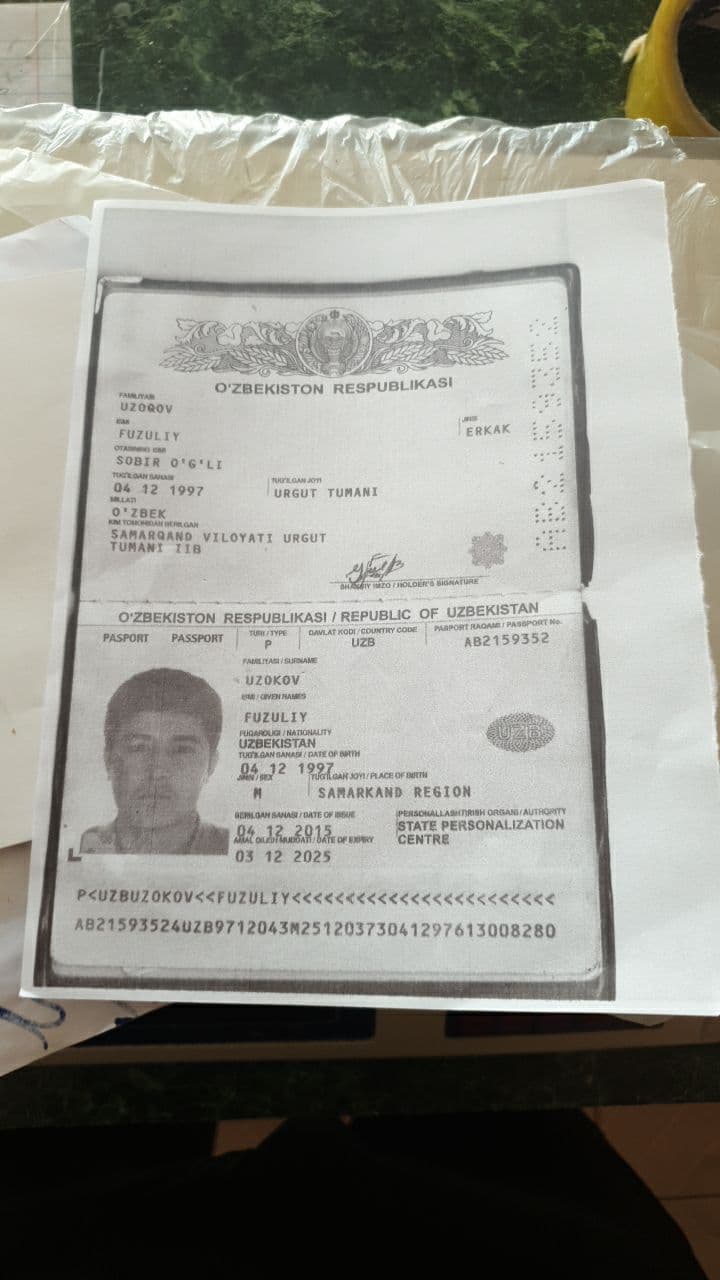 O'ZBEKISTON RESPUBLIKASI
FAMILIYASI
UZOQOV
ISMI
FUZULIY
JINSI
ERKAK
OTASINING ISMI
SOBIR O'G'LI
TUG'ILGAN SANASI
04 12 1997
TUG'ILGAN JOYI
URGUT TUMANI
MILLATI
O'ZBEK
KIM TOMONIDAN BERILGAN
SAMARQAND VILOYATI URGUT
TUMANI IIB
SHAXSIY IMZO / HOLDER'S SIGNATURE
O'ZBEKISTON RESPUBLIKASI / REPUBLIC OF UZBEKISTAN
PASPORT PASSPORT
TURI / TYPE
P
DAVLAT KODI / COUNTRY CODE
UZB
PASPORT RAQAMI / PASSPORT No.
AB2159352
FAMILIYASI / SURNAME
UZOKOV
ISMI / GIVEN NAMES
FUZULIY
FUQAROLIGI / NATIONALITY
UZBEKISTAN
UZB
TUG'ILGAN SANASI / DATE OF BIRTH
04 12 1997
JINSI / SEX
M
TUG'ILGAN JOYI / PLACE OF BIRTH
SAMARKAND REGION
BERILGAN SANASI / DATE OF ISSUE
04 12 2015
PERSONALLASHTIRISH ORGANI / AUTHORITY
STATE PERSONALIZATION
CENTRE
AMAL QILISH MUDDATI / DATE OF EXPIRY
03 12 2025
P<UZBUZOKOV<<FUZULIY<<<<<<<<<<<<<<<<<<<<<<<<
AB21593524UZB9712043M25120373041297613008280